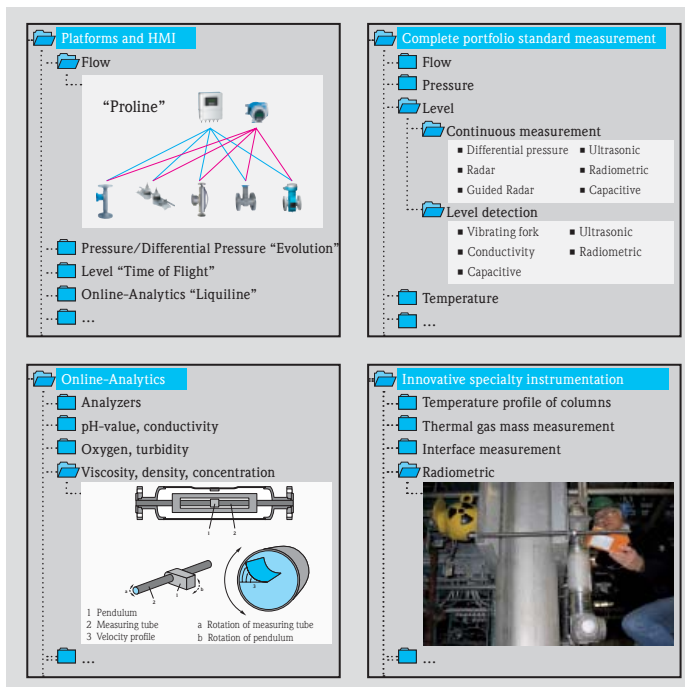 Platforms and HMI
Flow
“Proline”
Pressure/Differential Pressure “Evolution”
Level “Time of Flight”
Online-Analytics “Liquiline”
...
Complete portfolio standard measurement
Flow
Pressure
Level
Continuous measurement
▪ Differential pressure ▪ Ultrasonic
▪ Radar ▪ Radiometric
▪ Guided Radar ▪ Capacitive
Level detection
▪ Vibrating fork ▪ Ultrasonic
▪ Conductivity ▪ Radiometric
▪ Capacitive
Temperature
...
Online-Analytics
Analyzers
pH-value, conductivity
Oxygen, turbidity
Viscosity, density, concentration
1 2
a 2 1 b 3
1 Pendulum
2 Measuring tube a Rotation of measuring tube
3 Velocity profile b Rotation of pendulum
...
Innovative specialty instrumentation
Temperature profile of columns
Thermal gas mass measurement
Interface measurement
Radiometric
...